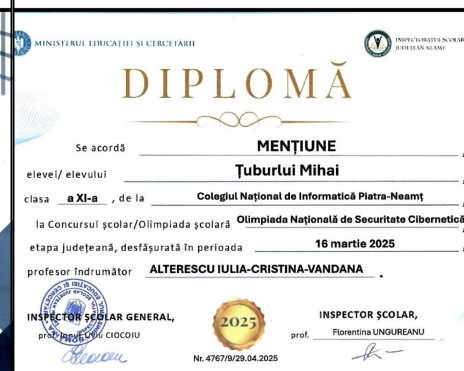 MINISTERUL EDUCAȚIEI ȘI CERCETĂRII
INSPECTORATUL ȘCOLAR
JUDEȚEAN NEAMȚ
DIPLOMĂ
Se acordă MENȚIUNE
elevei/ elevului Țuburlui Mihai
clasa a XI-a , de la Colegiul Național de Informatică Piatra-Neamț
la Concursul școlar/Olimpiada școlară Olimpiada Națională de Securitate Cibernetică
etapa județeană, desfășurată în perioada 16 martie 2025
profesor îndrumător ALTERESCU IULIA-CRISTINA-VANDANA .
INSPECTOR ȘCOLAR GENERAL,
CIOCOIU
2025
INSPECTOR ȘCOLAR,
prof. Florentina UNGUREANU
Nr. 4767/9/29.04.2025